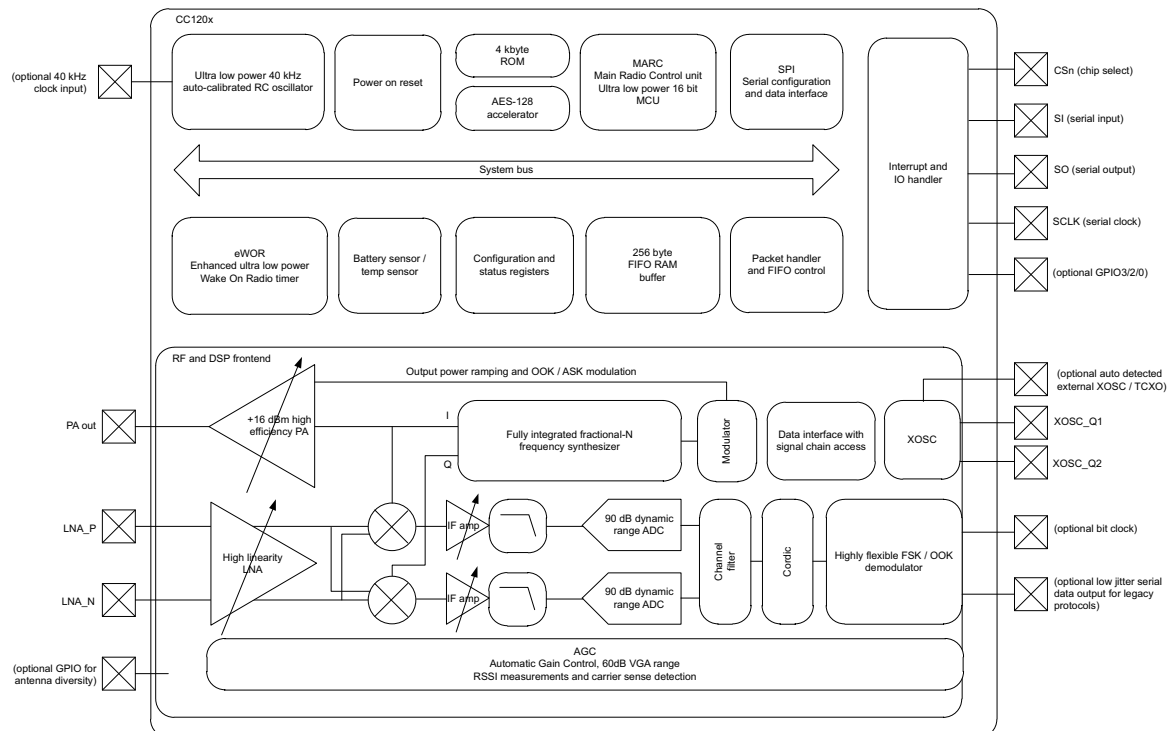 CC120x
(optional 40 kHz
clock input)
Ultra low power 40 kHz
auto-calibrated RC oscillator
Power on reset
4 kbyte
ROM
AES-128
accelerator
MARC
Main Radio Control unit
Ultra low power 16 bit
MCU
SPI
Serial configuration
and data interface
Interrupt and
IO handler
CSn (chip select)
SI (serial input)
SO (serial output)
SCLK (serial clock)
(optional GPIO3/2/0)
System bus
eWOR
Enhanced ultra low power
Wake On Radio timer
Battery sensor /
temp sensor
Configuration and
status registers
256 byte
FIFO RAM
buffer
Packet handler
and FIFO control
RF and DSP frontend
Output power ramping and OOK / ASK modulation
(optional auto detected
external XOSC / TCXO)
PA out
+16 dBm high
efficiency PA
I
Q
Fully integrated fractional-N
frequency synthesizer
Modulator
Data interface with
signal chain access
XOSC
XOSC_Q1
XOSC_Q2
LNA_P
LNA_N
High linearity
LNA
IF amp
90 dB dynamic
range ADC
IF amp
90 dB dynamic
range ADC
Channel
filter
Cordic
Highly flexible FSK / OOK
demodulator
(optional bit clock)
(optional low jitter serial
data output for legacy
protocols)
(optional GPIO for
antenna diversity)
AGC
Automatic Gain Control, 60dB VGA range
RSSI measurements and carrier sense detection